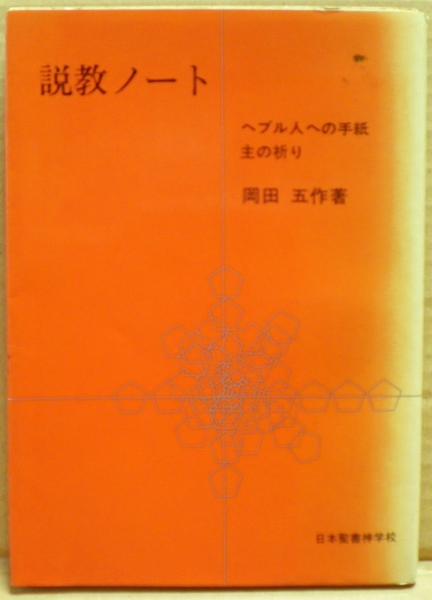 説教ノート
ヘブル人への手紙
主の祈り
岡田 五作著
日本聖書神学校